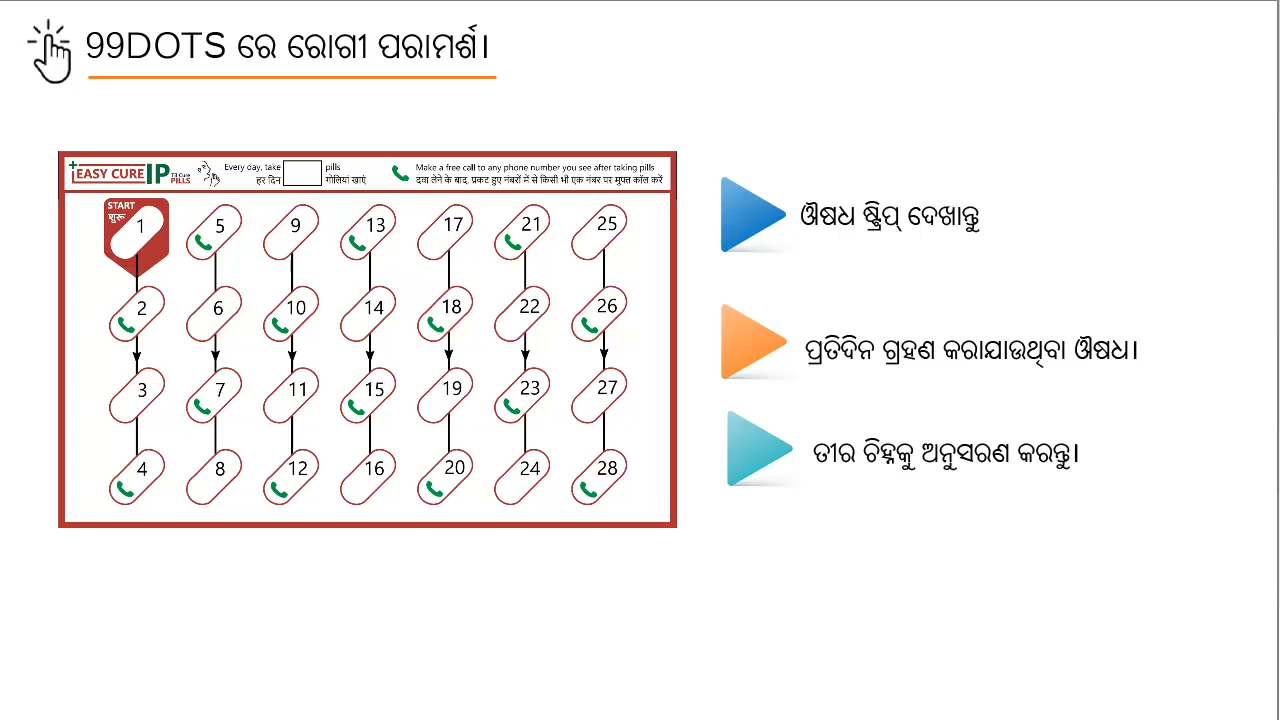 99DOTS ରେ ରୋଗୀ ପରାମର୍ଶ।
EASY CURE IP TB Cure PILLS
Every day, take pills
हर दिन गोलियां खाएं
Make a free call to any phone number you see after taking pills
दवा लेने के बाद, प्रकट हुए नंबरों में से किसी भी एक नंबर पर मुफ्त कॉल करें
START
शुरू
1 5 9 13 17 21 25
2 6 10 14 18 22 26
3 7 11 15 19 23 27
4 8 12 16 20 24 28
ଔଷଧ ଷ୍ଟ୍ରିପ୍ ଦେଖାନ୍ତୁ
ପ୍ରତିଦିନ ଗ୍ରହଣ କରାଯାଉଥିବା ଔଷଧ।
ତୀର ଚିହ୍ନକୁ ଅନୁସରଣ କରନ୍ତୁ।